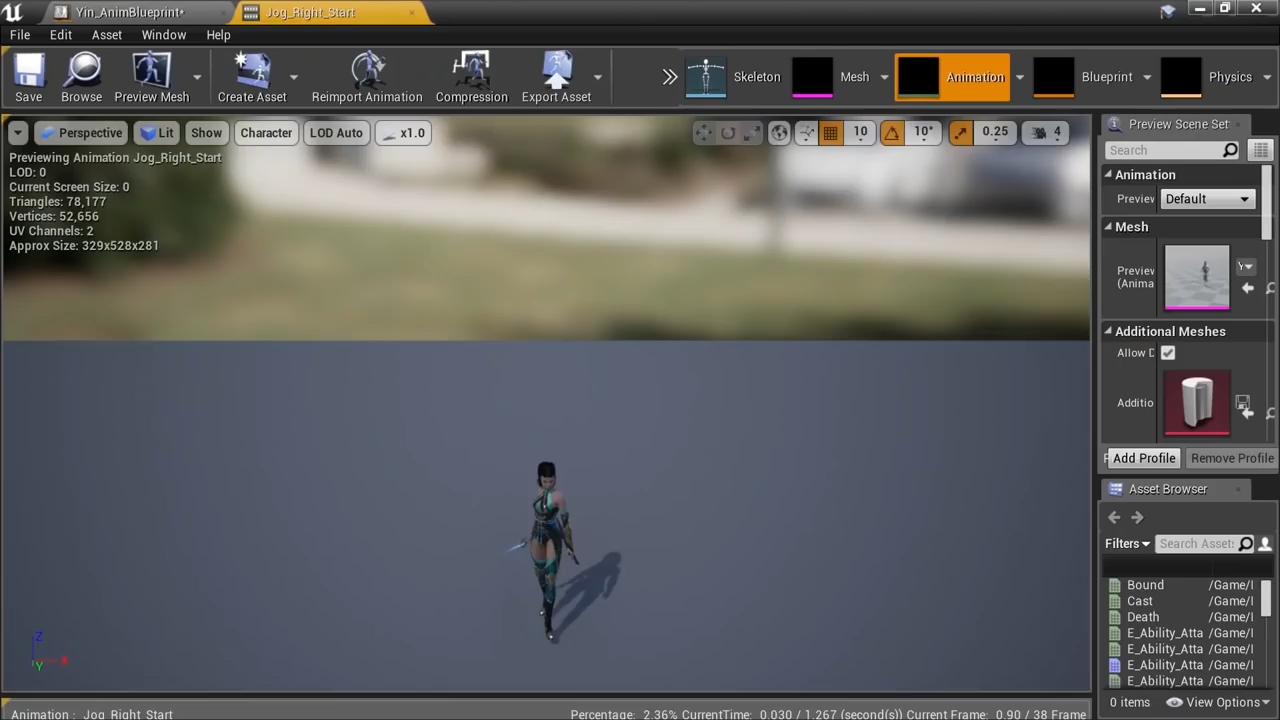 Yin_AnimBlueprint*
Jog_Right_Start
File Edit Asset Window Help
Save Browse Preview Mesh Create Asset Reimport Animation Compression Export Asset Skeleton Mesh Animation Blueprint Physics
Perspective Lit Show Character LOD Auto x1.0 10 10° 0.25 4
Previewing Animation Jog_Right_Start
LOD: 0
Current Screen Size: 0
Triangles: 78,177
Vertices: 52,656
UV Channels: 2
Approx Size: 329x528x281
Z
Y
Animation : Jog_Right_Start
Percentage: 2.36% CurrentTime: 0.030 / 1.267 (second(s)) Current Frame: 0.90 / 38 Frame
Preview Scene Set
Search
Animation
Previev Default
Mesh
Previev
(Anima
Additional Meshes
Allow D
Additio
Add Profile Remove Profile
Asset Browser
Filters Search Asset
Bound /Game/I
Cast /Game/I
Death /Game/I
E_Ability_Atta /Game/I
E_Ability_Atta /Game/I
E_Ability_Atta /Game/I
E_Ability_Atta /Game/I
0 items View Options